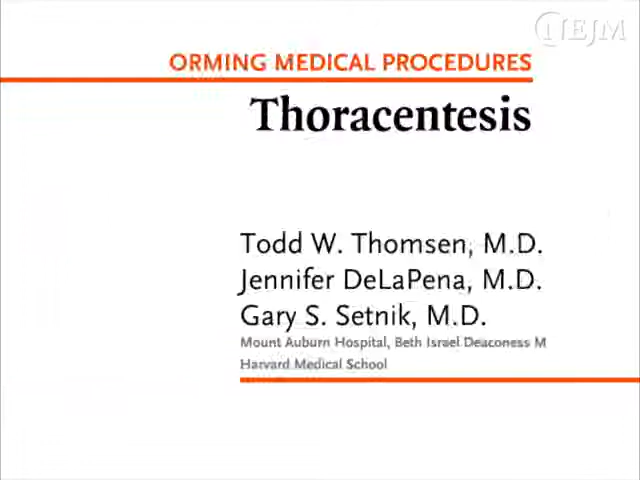 NEJM
ORMING MEDICAL PROCEDURES
Thoracentesis
Todd W. Thomsen, M.D.
Jennifer DeLaPena, M.D.
Gary S. Setnik, M.D.
Mount Auburn Hospital, Beth Israel Deaconess M
Harvard Medical School